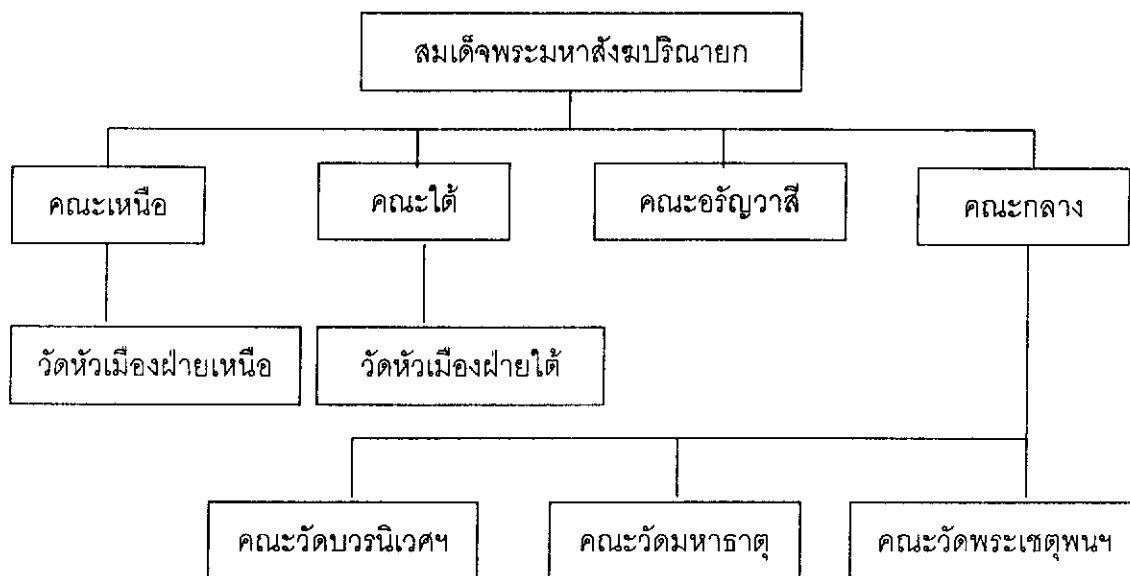 สมเด็จพระมหาสังฆปริณายก
คณะเหนือ
คณะใต้
คณะอรัญวาสี
คณะกลาง
วัดหัวเมืองฝ่ายเหนือ
วัดหัวเมืองฝ่ายใต้
คณะวัดบวรนิเวศฯ
คณะวัดมหาธาตุ
คณะวัดพระเชตุพนฯ